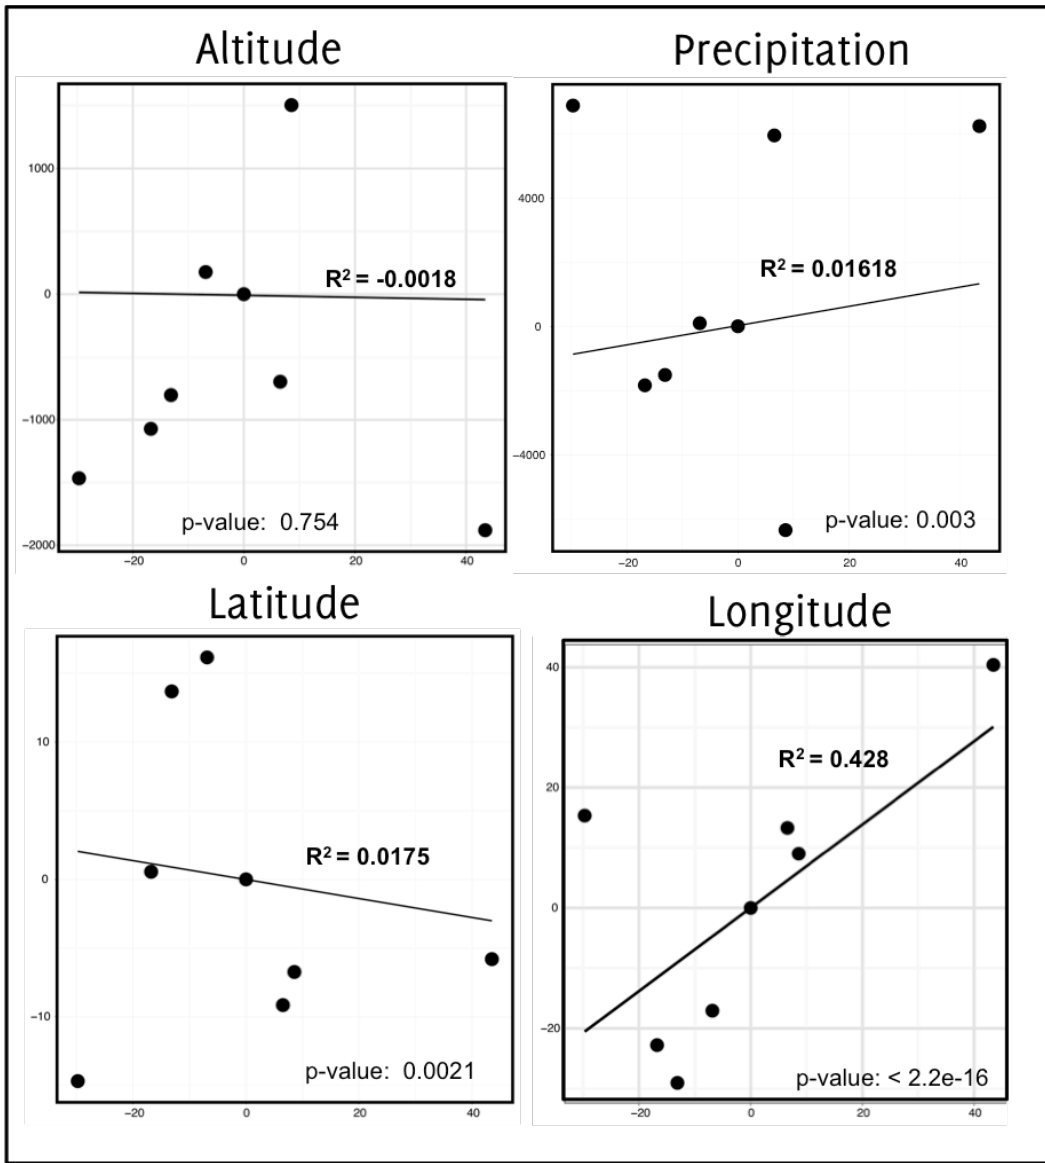 Altitude
1000
0
−1000
−2000
R² = -0.0018
p-value: 0.754
−20
0
20
40
Precipitation
4000
0
−4000
R² = 0.01618
p-value: 0.003
−20
0
20
40
Latitude
10
0
−10
R² = 0.0175
p-value: 0.0021
−20
0
20
40
Longitude
40
20
0
−20
R² = 0.428
p-value: < 2.2e-16
−20
0
20
40